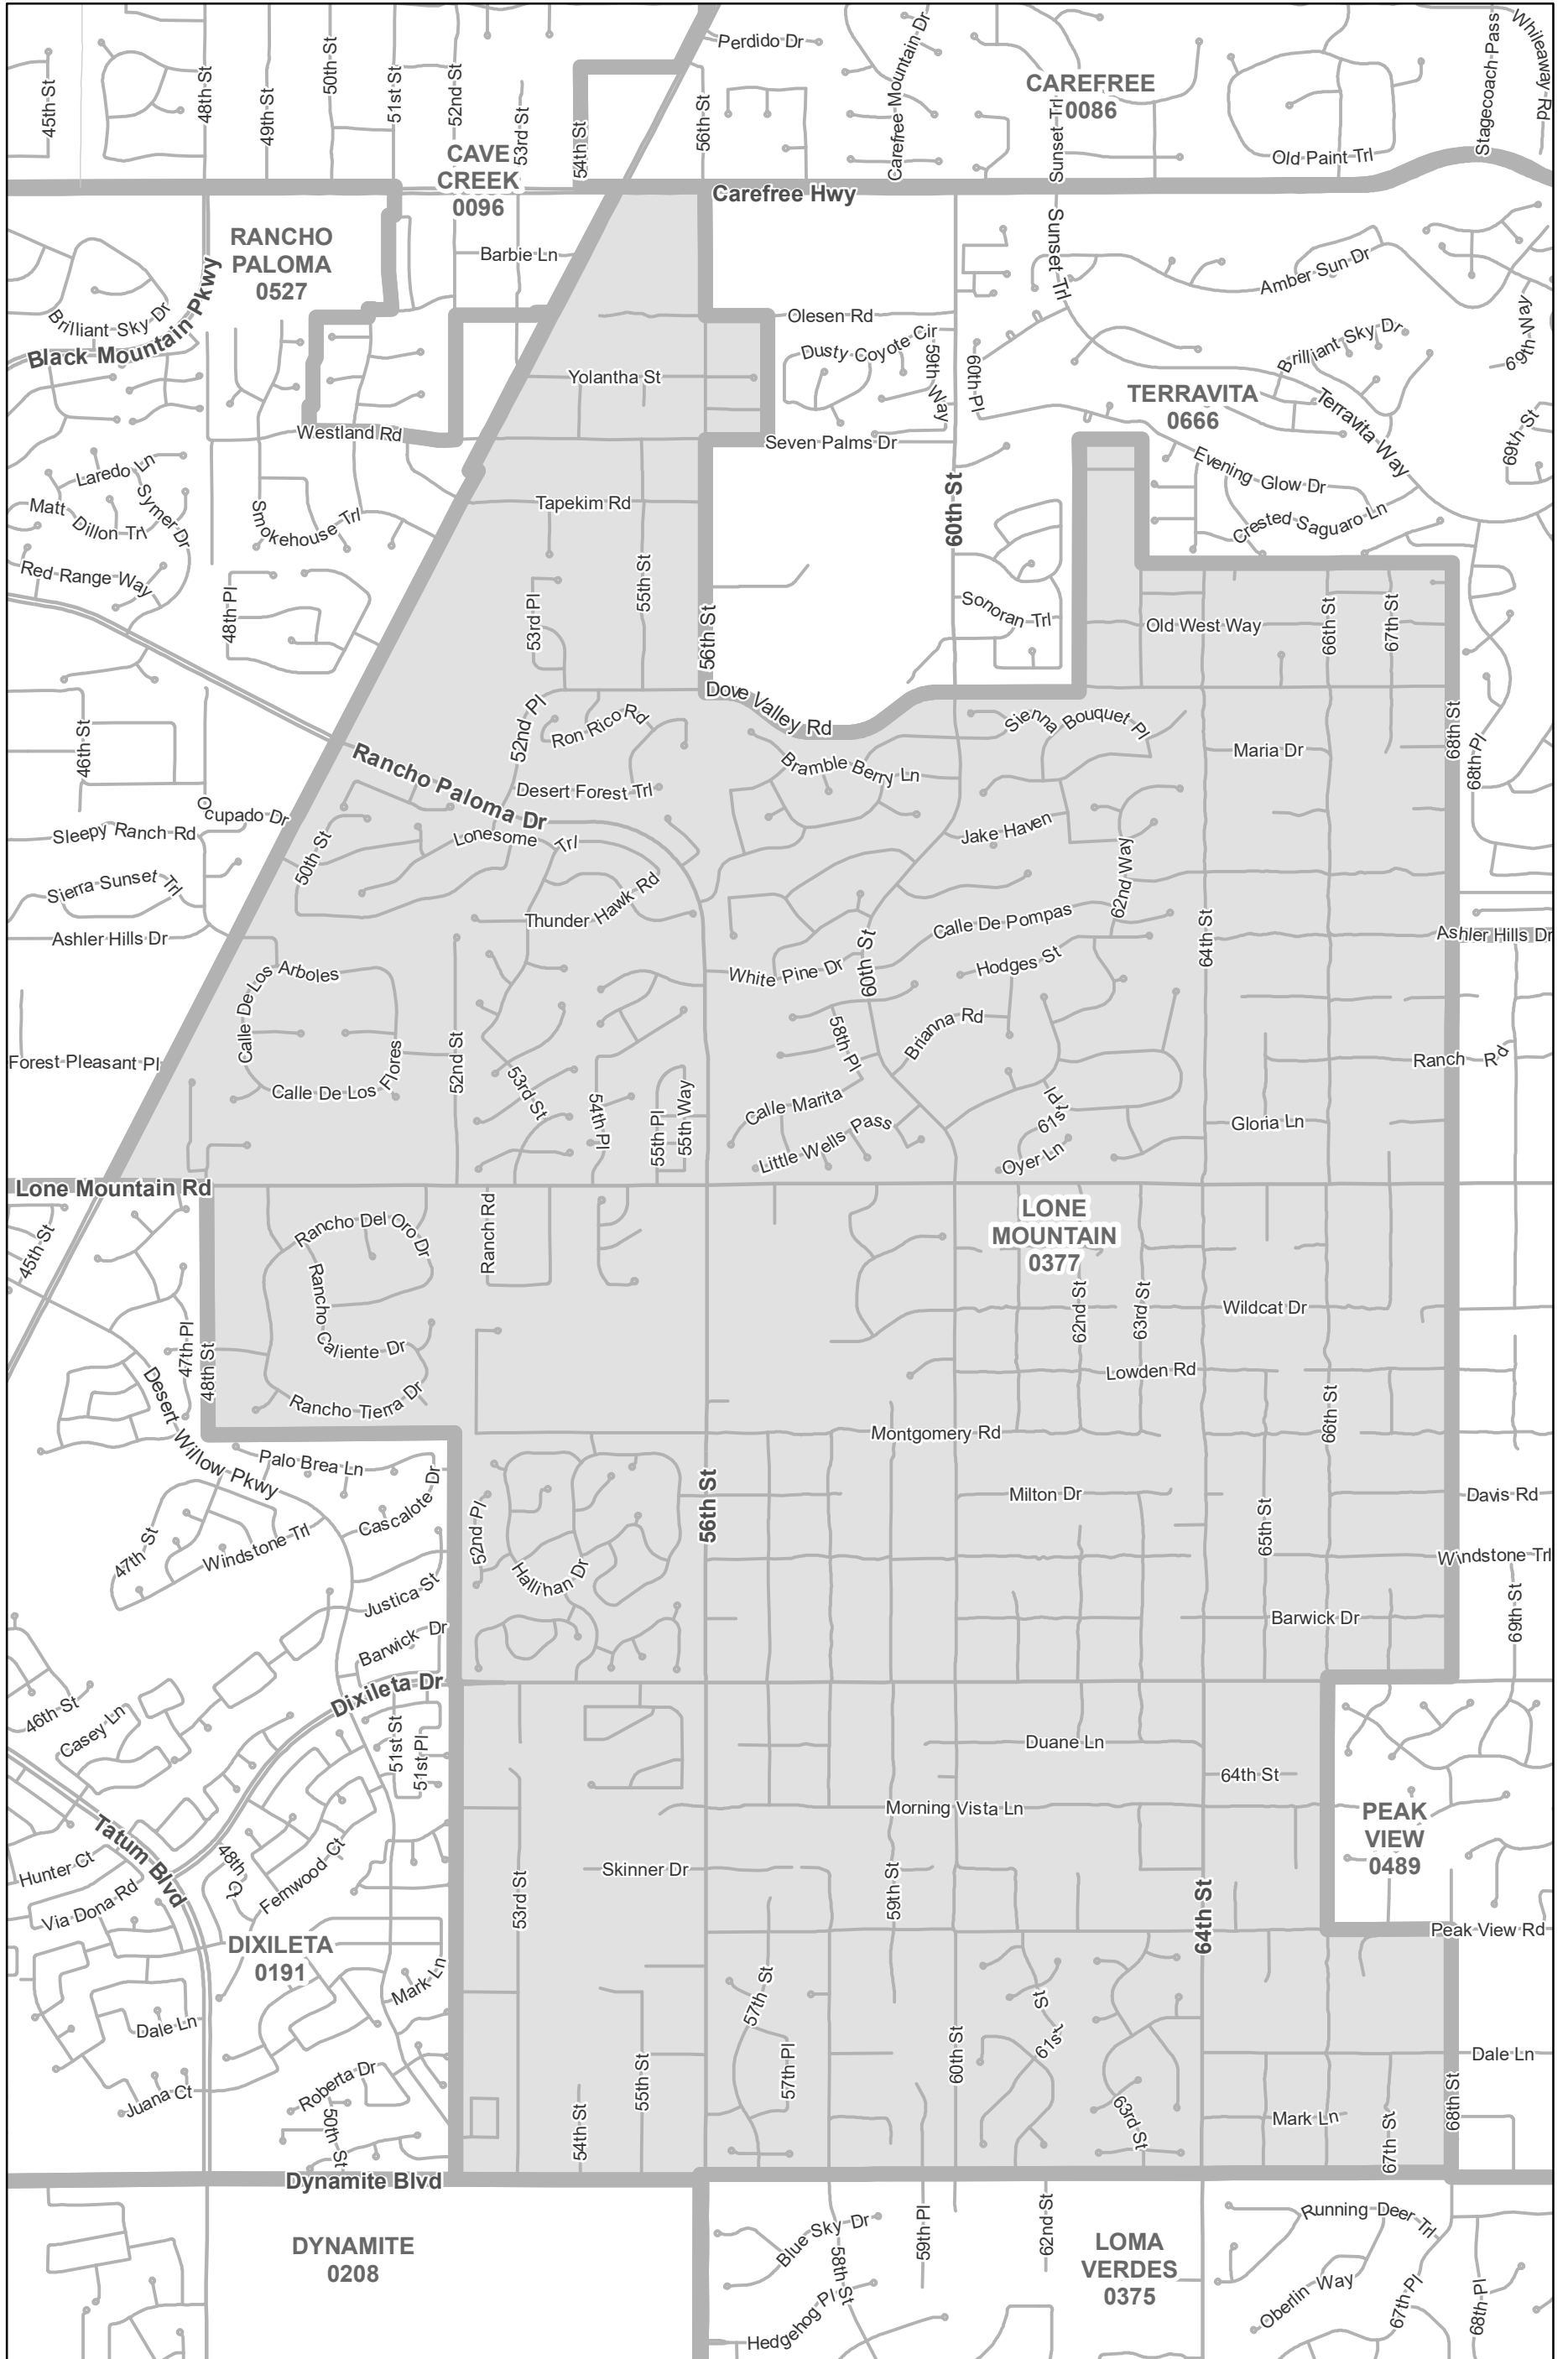 Perdido Dr
Carefree Mountain Dr
CAREFREE
0086
Stagecoach Pass
Whileaway Rd
45th St
48th St
49th St
50th St
51st St
52nd St
53rd St
54th St
56th St
Sunset Trl
Old Paint Trl
CAVE
CREEK
0096
Carefree Hwy
RANCHO
PALOMA
0527
Barbie Ln
Sunset Trl
Amber Sun Dr
Brilliant Sky Dr
Black Mountain Pkwy
Olesen Rd
Dusty Coyote Cir
59th Way
60th Pl
Brilliant Sky Dr
69th Way
Yolantha St
TERRAVITA
0666
Terravita Way
Westland Rd
Seven Palms Dr
69th St
Laredo Ln
Symer Dr
Evening Glow Dr
Matt Dillon Trl
Smokehouse Trl
Tapekim Rd
60th St
Crested Saguaro Ln
Red Range Way
48th Pl
53rd Pl
55th St
56th St
Sonoran Trl
Old West Way
66th St
67th St
Dove Valley Rd
52nd Pl
Ron Rico Rd
Sienna Bouquet Pl
68th St
68th Pl
46th St
Rancho Paloma Dr
Maria Dr
Bramble Berry Ln
Desert Forest Trl
Ocupado Dr
Sleepy Ranch Rd
Lonesome Trl
Jake Haven
50th St
62nd Way
Sierra Sunset Trl
Thunder Hawk Rd
Calle De Pompas
64th St
Ashler Hills Dr
Ashler Hills Dr
Calle De Los Arboles
White Pine Dr
60th St
Hodges St
58th Pl
Brianna Rd
Forest Pleasant Pl
Calle De Los Flores
52nd St
53rd St
54th Pl
55th Pl
55th Way
Ranch Rd
Calle Marita
61st Pl
Gloria Ln
Little Wells Pass
Oyer Ln
Lone Mountain Rd
45th St
Rancho Del Oro Dr
Ranch Rd
LONE
MOUNTAIN
0377
Rancho Caliente Dr
62nd St
63rd St
Wildcat Dr
47th Pl
48th St
Desert Willow Pkwy
Rancho Tierra Dr
Lowden Rd
66th St
Montgomery Rd
Palo Brea Ln
Cascalote Dr
52nd Pl
56th St
Milton Dr
65th St
Davis Rd
47th St
Windstone Trl
Hallihan Dr
Windstone Trl
Justica St
Barwick Dr
Barwick Dr
69th St
Dixileta Dr
46th St
Casey Ln
51st St
51st Pl
Duane Ln
64th St
Tatum Blvd
Morning Vista Ln
PEAK
VIEW
0489
Hunter Ct
48th Ct
Fernwood Ct
Skinner Dr
53rd St
59th St
64th St
Via Dona Rd
Peak View Rd
DIXILETA
0191
Mark Ln
57th St
61st St
Dale Ln
55th St
57th Pl
60th St
Dale Ln
Roberta Dr
Juana Ct
50th St
54th St
63rd St
Mark Ln
67th St
68th St
Dynamite Blvd
DYNAMITE
0208
Blue Sky Dr
58th St
59th Pl
62nd St
LOMA
VERDES
0375
Running Deer Trl
Oberlin Way
67th Pl
68th Pl
Hedgehog Pl